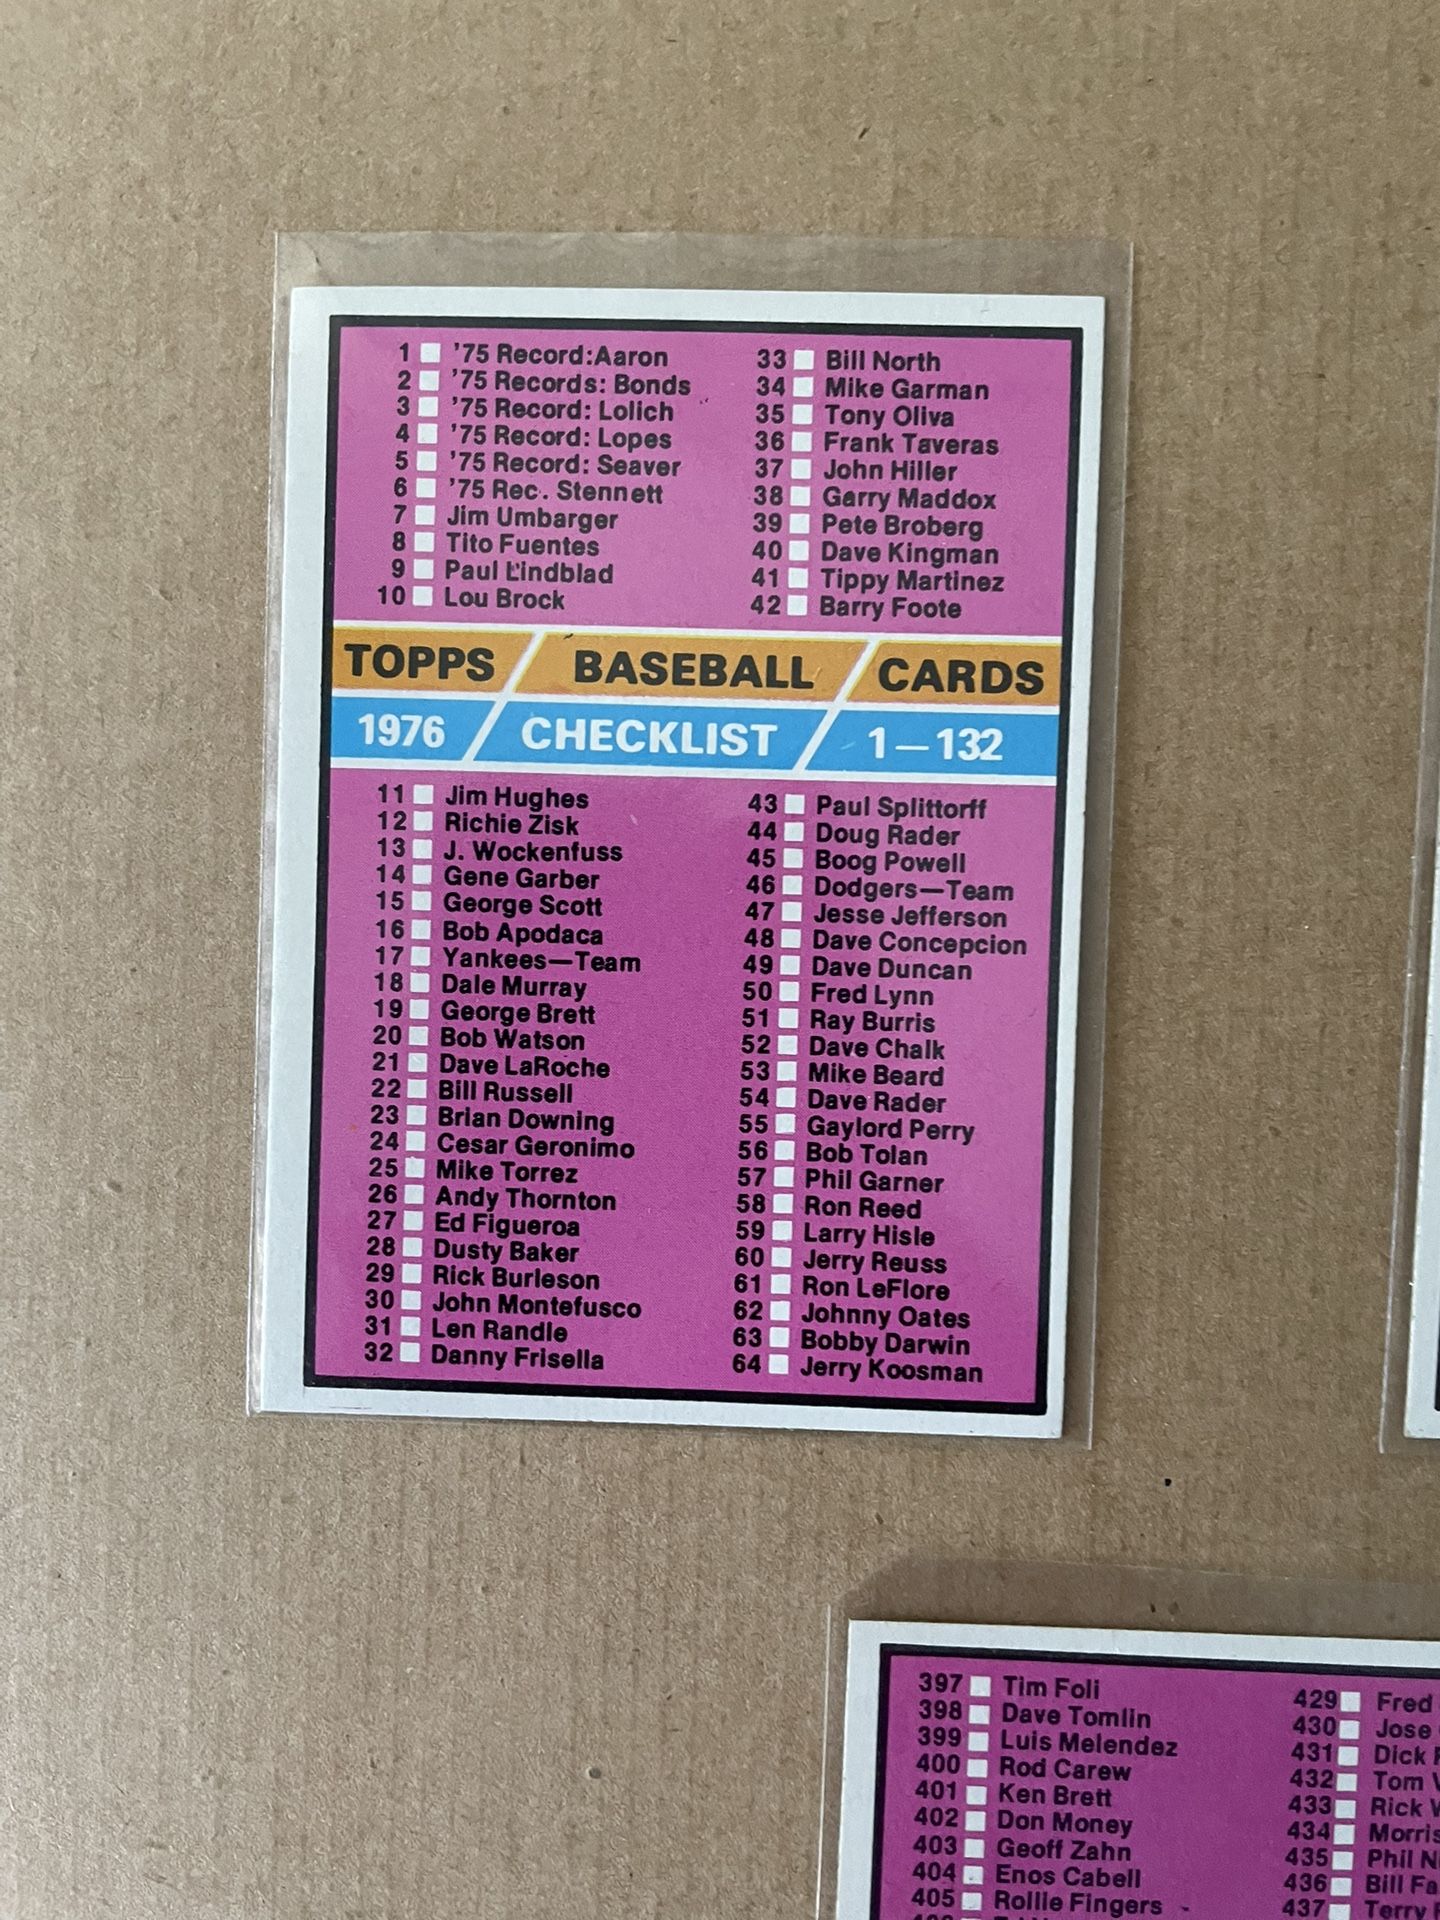 1 '75 Record:Aaron
2 '75 Records: Bonds
3 '75 Record: Lolich
4 '75 Record: Lopes
5 '75 Record: Seaver
6 '75 Rec. Stennett
7 Jim Umbarger
8 Tito Fuentes
9 Paul Lindblad
10 Lou Brock
33 Bill North
34 Mike Garman
35 Tony Oliva
36 Frank Taveras
37 John Hiller
38 Garry Maddox
39 Pete Broberg
40 Dave Kingman
41 Tippy Martinez
42 Barry Foote
TOPPS BASEBALL CARDS
1976 CHECKLIST 1—132
11 Jim Hughes
12 Richie Zisk
13 J. Wockenfuss
14 Gene Garber
15 George Scott
16 Bob Apodaca
17 Yankees—Team
18 Dale Murray
19 George Brett
20 Bob Watson
21 Dave LaRoche
22 Bill Russell
23 Brian Downing
24 Cesar Geronimo
25 Mike Torrez
26 Andy Thornton
27 Ed Figueroa
28 Dusty Baker
29 Rick Burleson
30 John Montefusco
31 Len Randle
32 Danny Frisella
43 Paul Splittorff
44 Doug Rader
45 Boog Powell
46 Dodgers—Team
47 Jesse Jefferson
48 Dave Concepcion
49 Dave Duncan
50 Fred Lynn
51 Ray Burris
52 Dave Chalk
53 Mike Beard
54 Dave Rader
55 Gaylord Perry
56 Bob Tolan
57 Phil Garner
58 Ron Reed
59 Larry Hisle
60 Jerry Reuss
61 Ron LeFlore
62 Johnny Oates
63 Bobby Darwin
64 Jerry Koosman
397 Tim Foli
398 Dave Tomlin
399 Luis Melendez
400 Rod Carew
401 Ken Brett
402 Don Money
403 Geoff Zahn
404 Enos Cabell
405 Rollie Fingers
429 Fred
430 Jose
431 Dick
432 Tom
433 Rick
434 Morris
435 Phil
436 Bill Fa
437 Terry